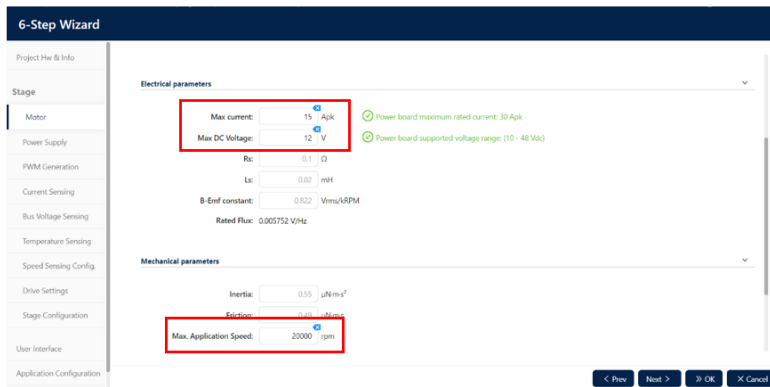 6-Step Wizard
Project Hw & Info
Stage
Motor
Power Supply
PWM Generation
Current Sensing
Bus Voltage Sensing
Temperature Sensing
Speed Sensing Config.
Drive Settings
Stage Configuration
User Interface
Application Configuration
Electrical parameters
Max current: 15 Apk Power board maximum rated current: 30 Apk
Max DC Voltage: 12 V Power board supported voltage range: (10 - 48 Vdc)
Rs: 0.1 Ω
Ls: 0.02 mH
B-Emf constant: 0.822 Vrms/kRPM
Rated Flux: 0.005752 V/Hz
Mechanical parameters
Inertia: 0.55 μN·m·s²
Friction: 0.49 μN·m·s
Max. Application Speed: 20000 rpm
< Prev Next > » OK X Cancel